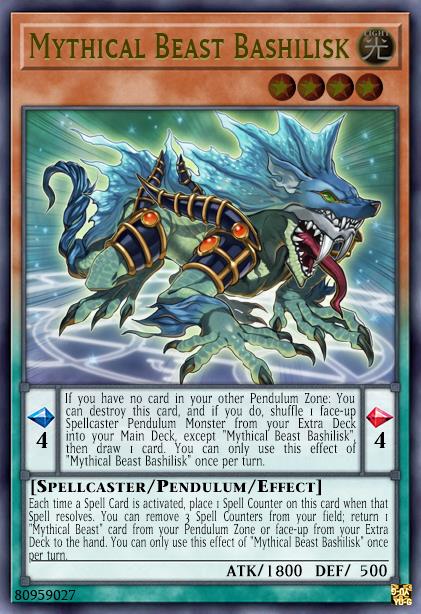 Mythical Beast Bashilisk
LIGHT
光
If you have no card in your other Pendulum Zone: You
can destroy this card, and if you do, shuffle 1 face-up
Spellcaster Pendulum Monster from your Extra Deck
into your Main Deck, except "Mythical Beast Bashilisk",
then draw 1 card. You can only use this effect of
"Mythical Beast Bashilisk" once per turn.
4
4
[Spellcaster/Pendulum/Effect]
Each time a Spell Card is activated, place 1 Spell Counter on this card when that
Spell resolves. You can remove 3 Spell Counters from your field; return 1
"Mythical Beast" card from your Pendulum Zone or face-up from your Extra
Deck to the hand. You can only use this effect of "Mythical Beast Bashilisk" once
per turn.
ATK/1800 DEF/ 500
80959027